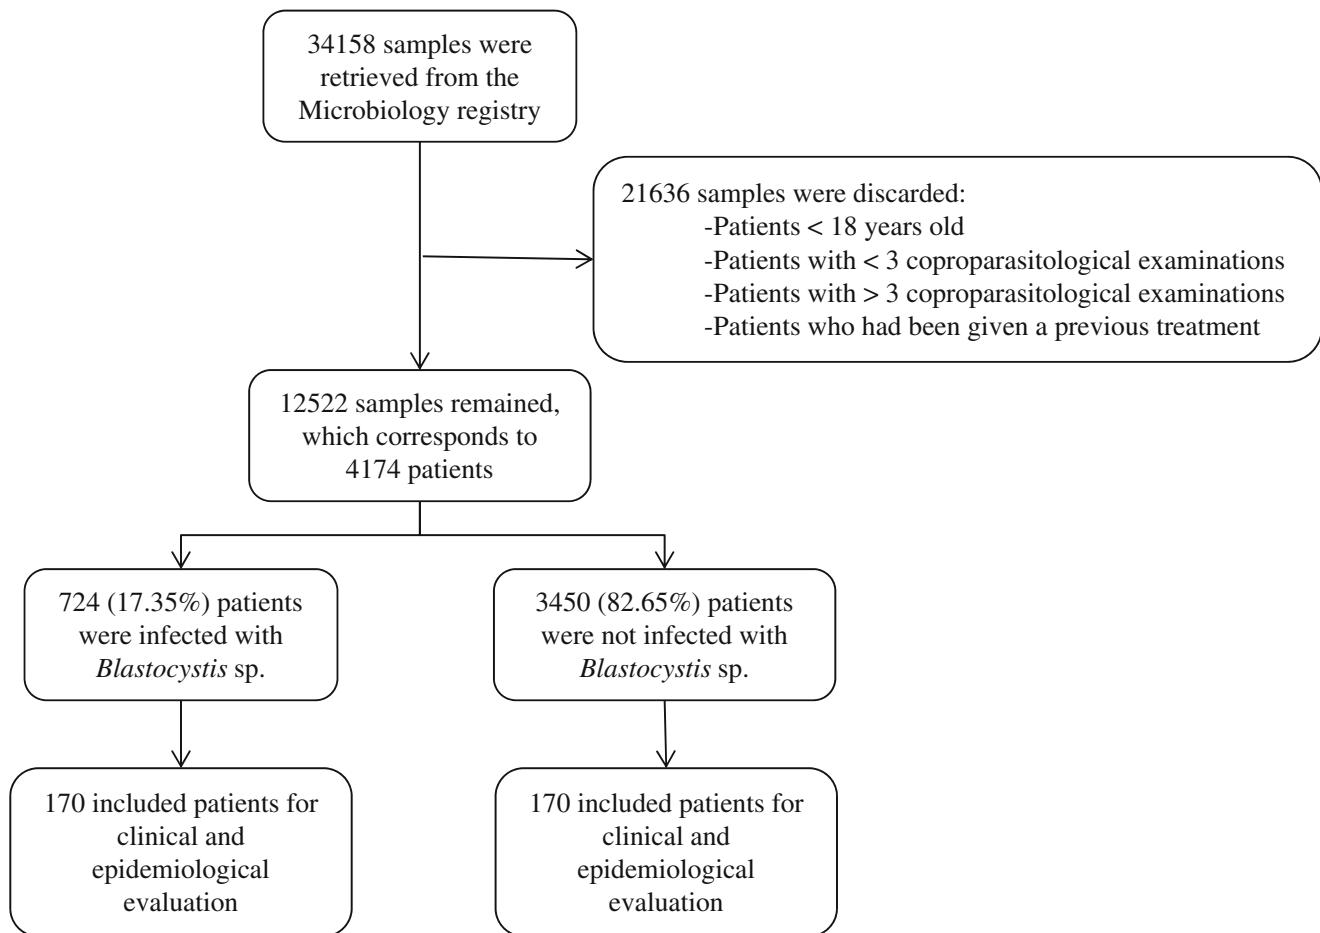 34158 samples were
retrieved from the
Microbiology registry
21636 samples were discarded:
-Patients < 18 years old
-Patients with < 3 coproparasitological examinations
-Patients with > 3 coproparasitological examinations
-Patients who had been given a previous treatment
12522 samples remained,
which corresponds to
4174 patients
724 (17.35%) patients
were infected with
Blastocystis sp.
3450 (82.65%) patients
were not infected with
Blastocystis sp.
170 included patients for
clinical and
epidemiological
evaluation
170 included patients for
clinical and
epidemiological
evaluation